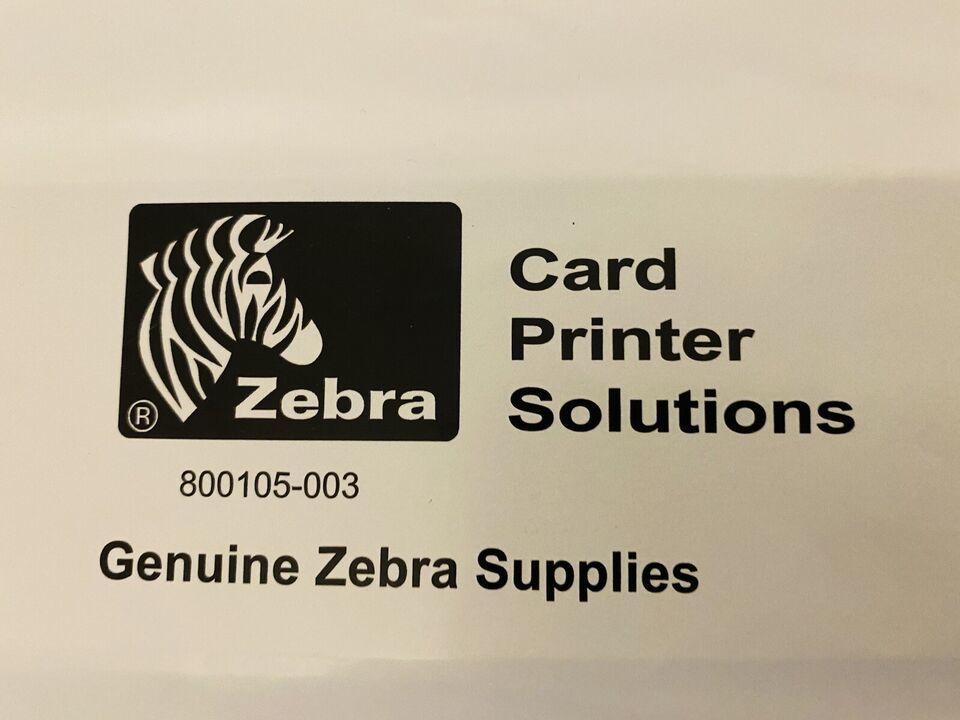 Zebra
®
Card
Printer
Solutions
800105-003
Genuine Zebra Supplies